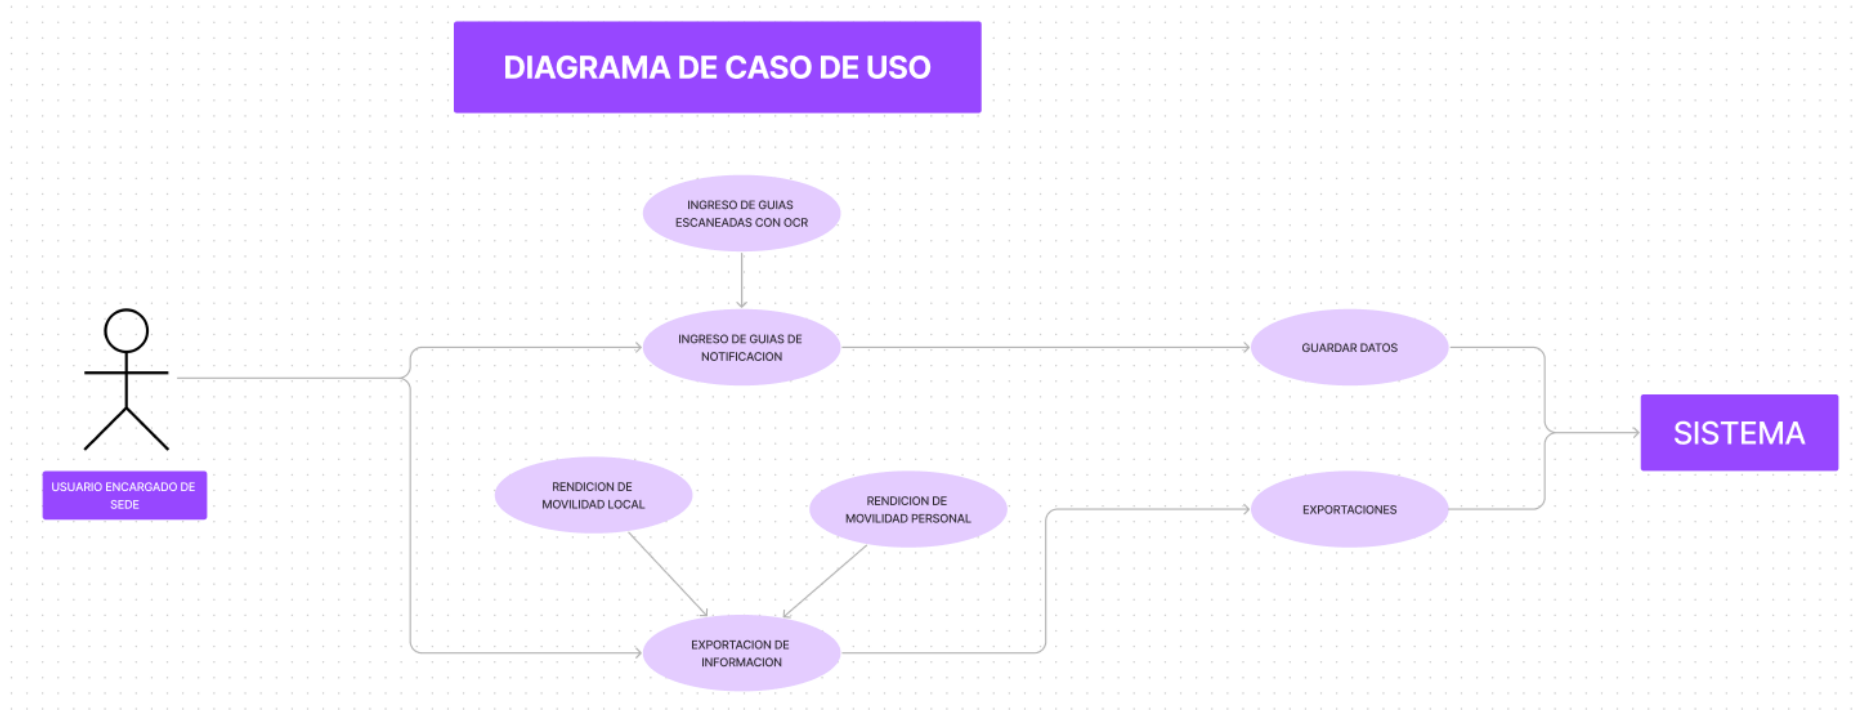 DIAGRAMA DE CASO DE USO
INGRESO DE GUIAS
ESCANEADAS CON OCR
INGRESO DE GUIAS DE
NOTIFICACION
GUARDAR DATOS
SISTEMA
USUARIO ENCARGADO DE
SEDE
RENDICION DE
MOVILIDAD LOCAL
RENDICION DE
MOVILIDAD PERSONAL
EXPORTACIONES
EXPORTACION DE
INFORMACION